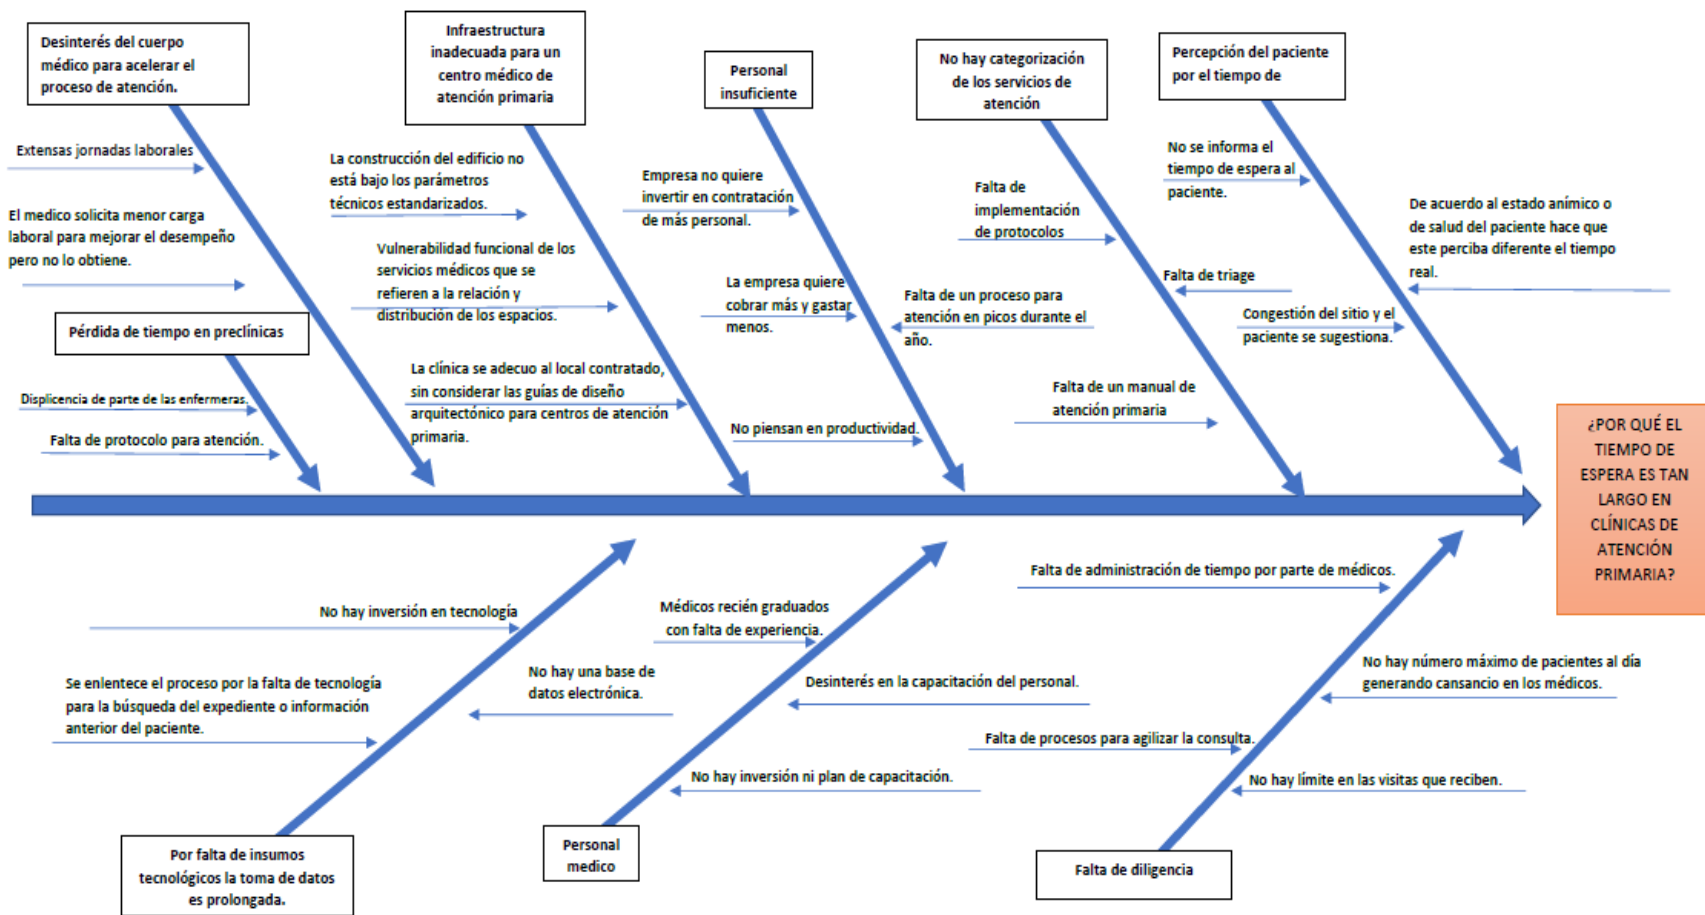 Desinterés del cuerpo
médico para acelerar el
proceso de atención.
Extensas jornadas laborales
El medico solicita menor carga
laboral para mejorar el desempeño
pero no lo obtiene.
Pérdida de tiempo en preclínicas
Displicencia de parte de las enfermeras.
Falta de protocolo para atención.
Infraestructura
inadecuada para un
centro médico de
atención primaria
La construcción del edificio no
está bajo los parámetros
técnicos estandarizados.
Vulnerabilidad funcional de los
servicios médicos que se
refieren a la relación y
distribución de los espacios.
La clínica se adecuo al local contratado,
sin considerar las guías de diseño
arquitectónico para centros de atención
primaria.
Personal
insuficiente
Empresa no quiere
invertir en contratación
de más personal.
La empresa quiere
cobrar más y gastar
menos.
Falta de un proceso para
atención en picos durante el
año.
No piensan en productividad.
No hay categorización
de los servicios de
atención
Falta de
implementación
de protocolos
Falta de triage
Falta de un manual de
atención primaria
Percepción del paciente
por el tiempo de
No se informa el
tiempo de espera al
paciente.
De acuerdo al estado anímico o
de salud del paciente hace que
este perciba diferente el tiempo
real.
Congestión del sitio y el
paciente se sugestiona.
¿POR QUÉ EL
TIEMPO DE
ESPERA ES TAN
LARGO EN
CLÍNICAS DE
ATENCIÓN
PRIMARIA?
No hay inversión en tecnología
Se enlentece el proceso por la falta de tecnología
para la búsqueda del expediente o información
anterior del paciente.
No hay una base de
datos electrónica.
Por falta de insumos
tecnológicos la toma de datos
es prolongada.
Médicos recién graduados
con falta de experiencia.
Desinterés en la capacitación del personal.
No hay inversión ni plan de capacitación.
Personal
medico
Falta de administración de tiempo por parte de médicos.
No hay número máximo de pacientes al día
generando cansancio en los médicos.
Falta de procesos para agilizar la consulta.
No hay límite en las visitas que reciben.
Falta de diligencia